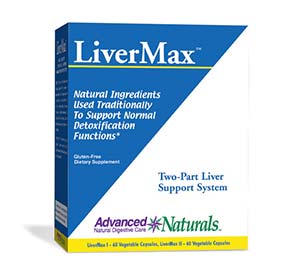 LiverMax™
Natural Ingredients
Used Traditionally
To Support Normal
Detoxification
Functions*
Gluten-Free
Dietary Supplement
Two-Part Liver
Support System
Advanced Naturals™
Natural Digestive Care
LiverMax I - 60 Vegetable Capsules, LiverMax II - 60 Vegetable Capsules